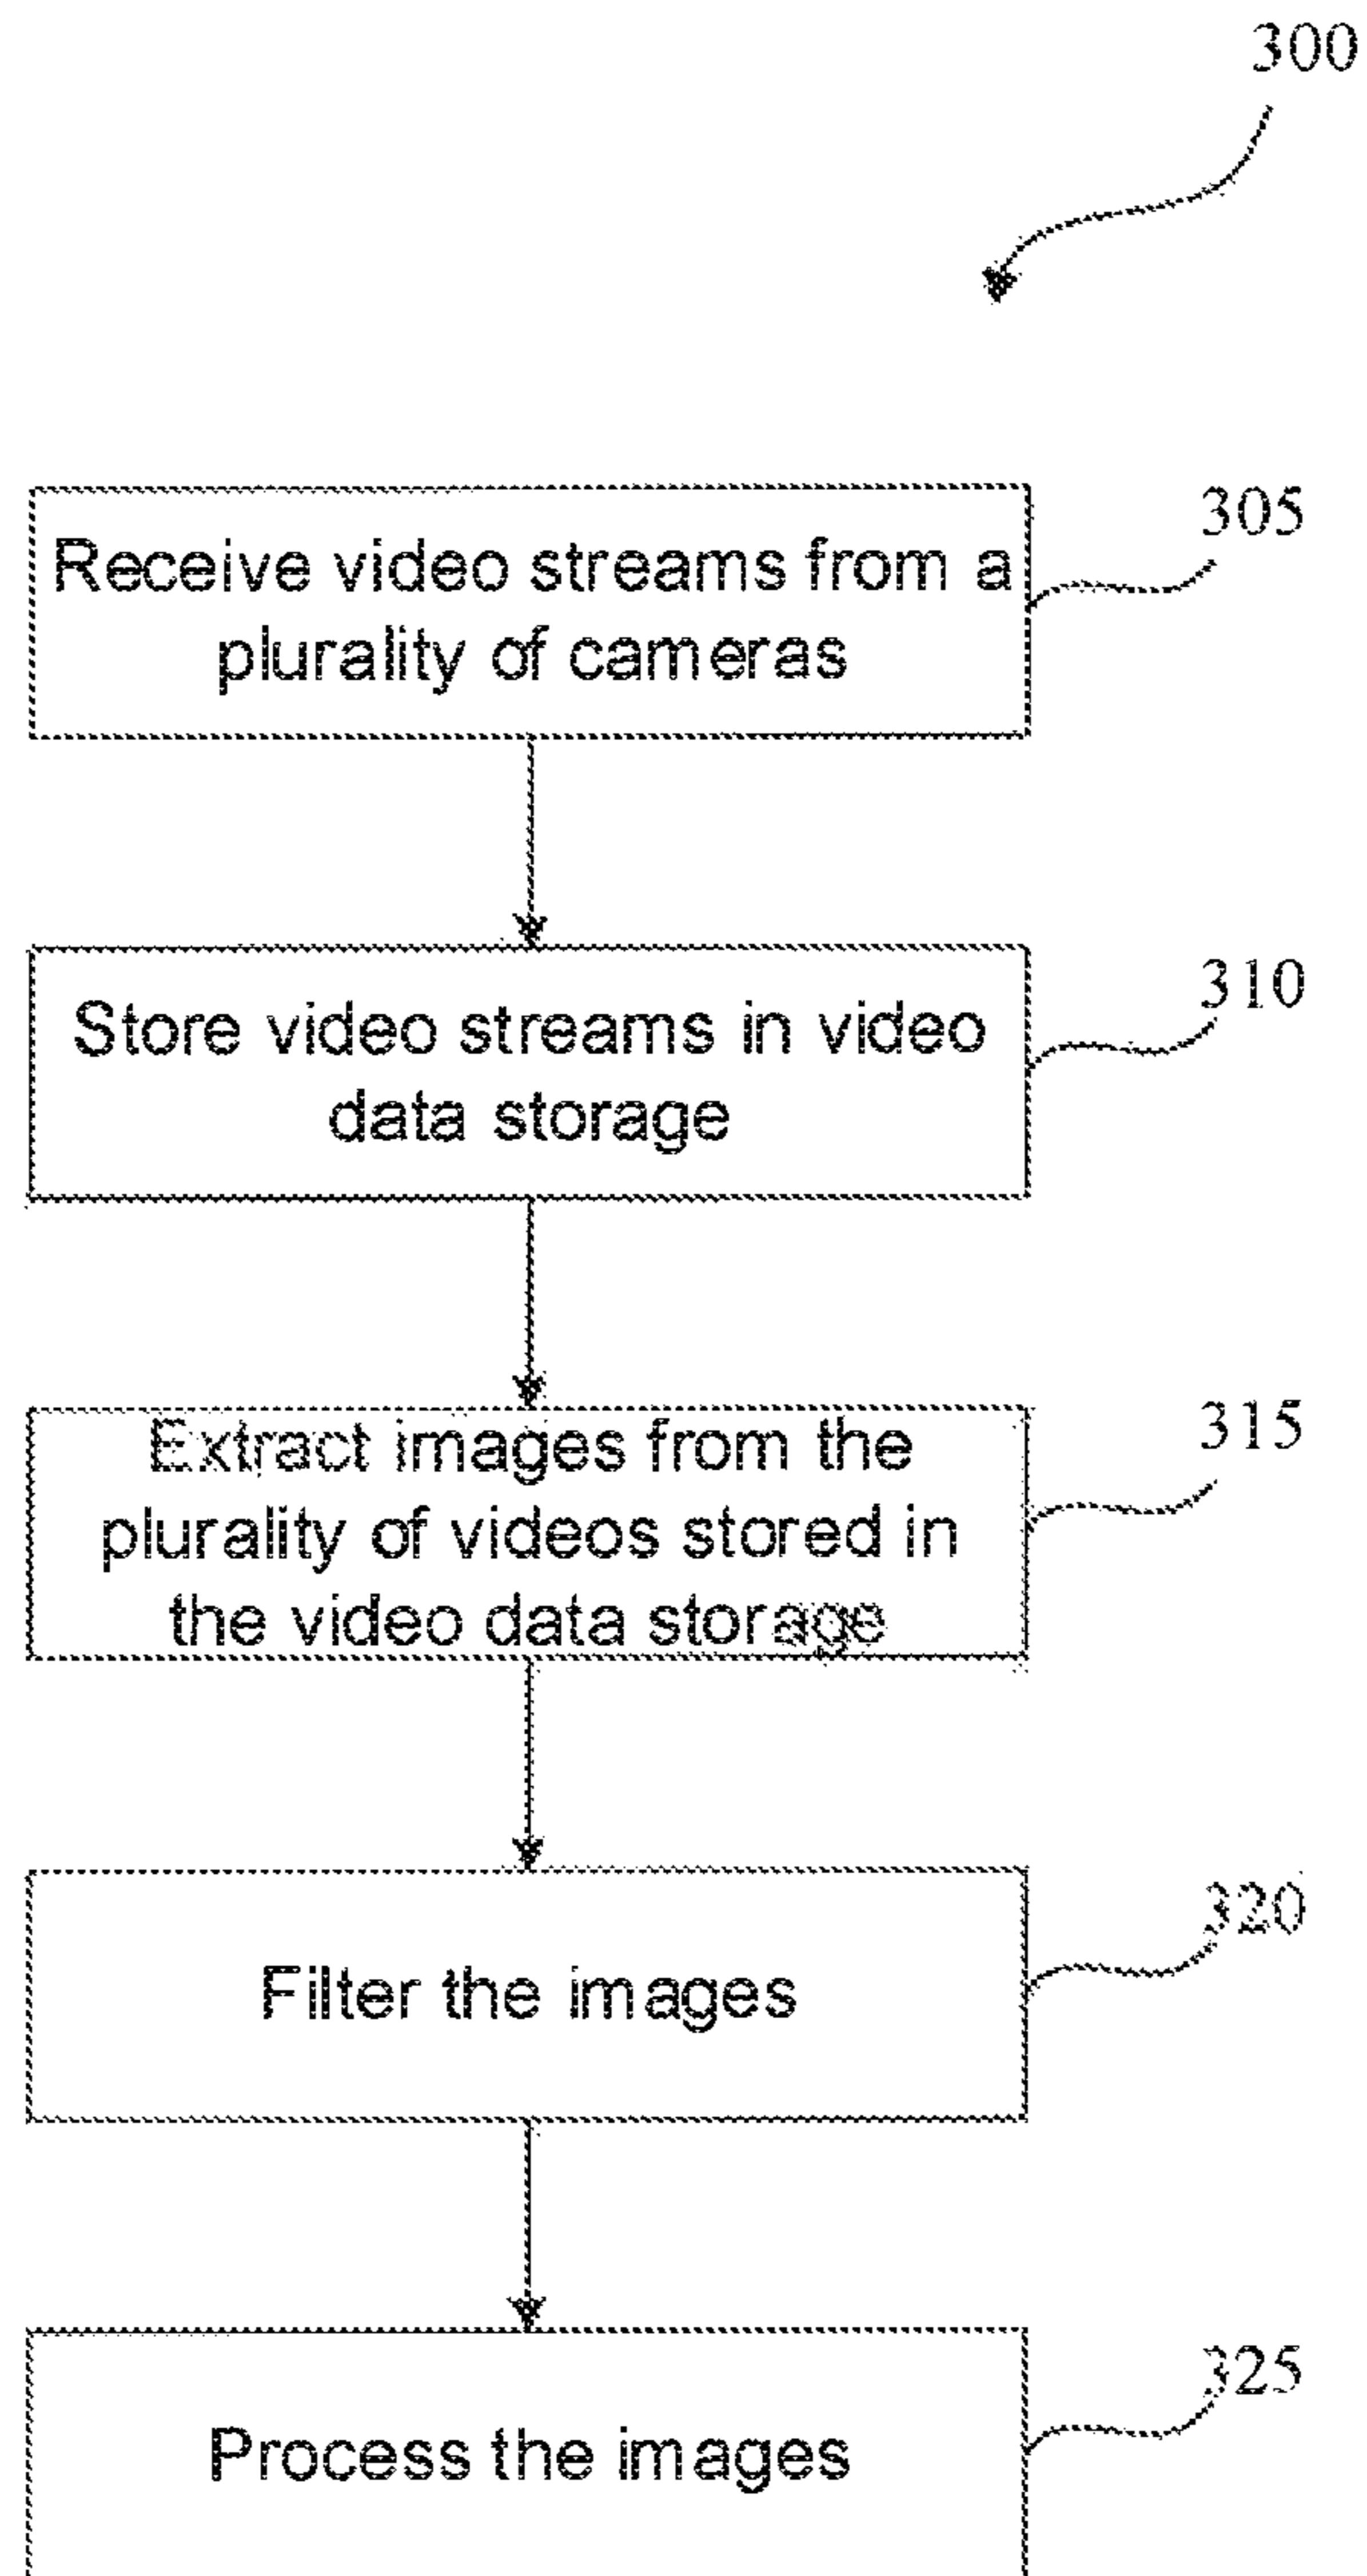 300
Receive video streams from a
plurality of cameras
305
Store video streams in video
data storage
310
Extract images from the
plurality of videos stored in
the video data storage
315
Filter the images
320
Process the images
325